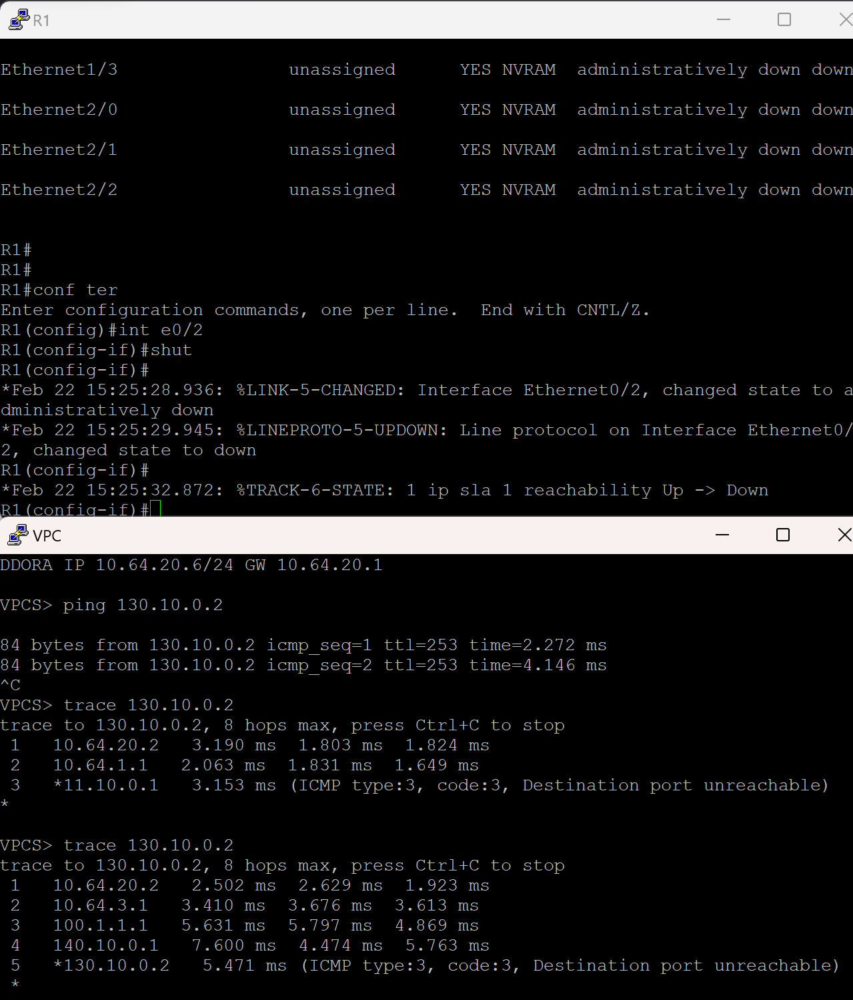 R1
Ethernet1/3 unassigned YES NVRAM administratively down down
Ethernet2/0 unassigned YES NVRAM administratively down down
Ethernet2/1 unassigned YES NVRAM administratively down down
Ethernet2/2 unassigned YES NVRAM administratively down down
R1#
R1#
R1#conf ter
Enter configuration commands, one per line.  End with CNTL/Z.
R1(config)#int e0/2
R1(config-if)#shut
R1(config-if)#
*Feb 22 15:25:28.936: %LINK-5-CHANGED: Interface Ethernet0/2, changed state to a
dministratively down
*Feb 22 15:25:29.945: %LINEPROTO-5-UPDOWN: Line protocol on Interface Ethernet0/
2, changed state to down
R1(config-if)#
*Feb 22 15:25:32.872: %TRACK-6-STATE: 1 ip sla 1 reachability Up -> Down
R1(config-if)#
VPC
DDORA IP 10.64.20.6/24 GW 10.64.20.1
VPCS> ping 130.10.0.2
84 bytes from 130.10.0.2 icmp_seq=1 ttl=253 time=2.272 ms
84 bytes from 130.10.0.2 icmp_seq=2 ttl=253 time=4.146 ms
^C
VPCS> trace 130.10.0.2
trace to 130.10.0.2, 8 hops max, press Ctrl+C to stop
1 10.64.20.2 3.190 ms 1.803 ms 1.824 ms
2 10.64.1.1 2.063 ms 1.831 ms 1.649 ms
3 *11.10.0.1 3.153 ms (ICMP type:3, code:3, Destination port unreachable)
*
VPCS> trace 130.10.0.2
trace to 130.10.0.2, 8 hops max, press Ctrl+C to stop
1 10.64.20.2 2.502 ms 2.629 ms 1.923 ms
2 10.64.3.1 3.410 ms 3.676 ms 3.613 ms
3 100.1.1.1 5.631 ms 5.797 ms 4.869 ms
4 140.10.0.1 7.600 ms 4.474 ms 5.763 ms
5 *130.10.0.2 5.471 ms (ICMP type:3, code:3, Destination port unreachable)
*